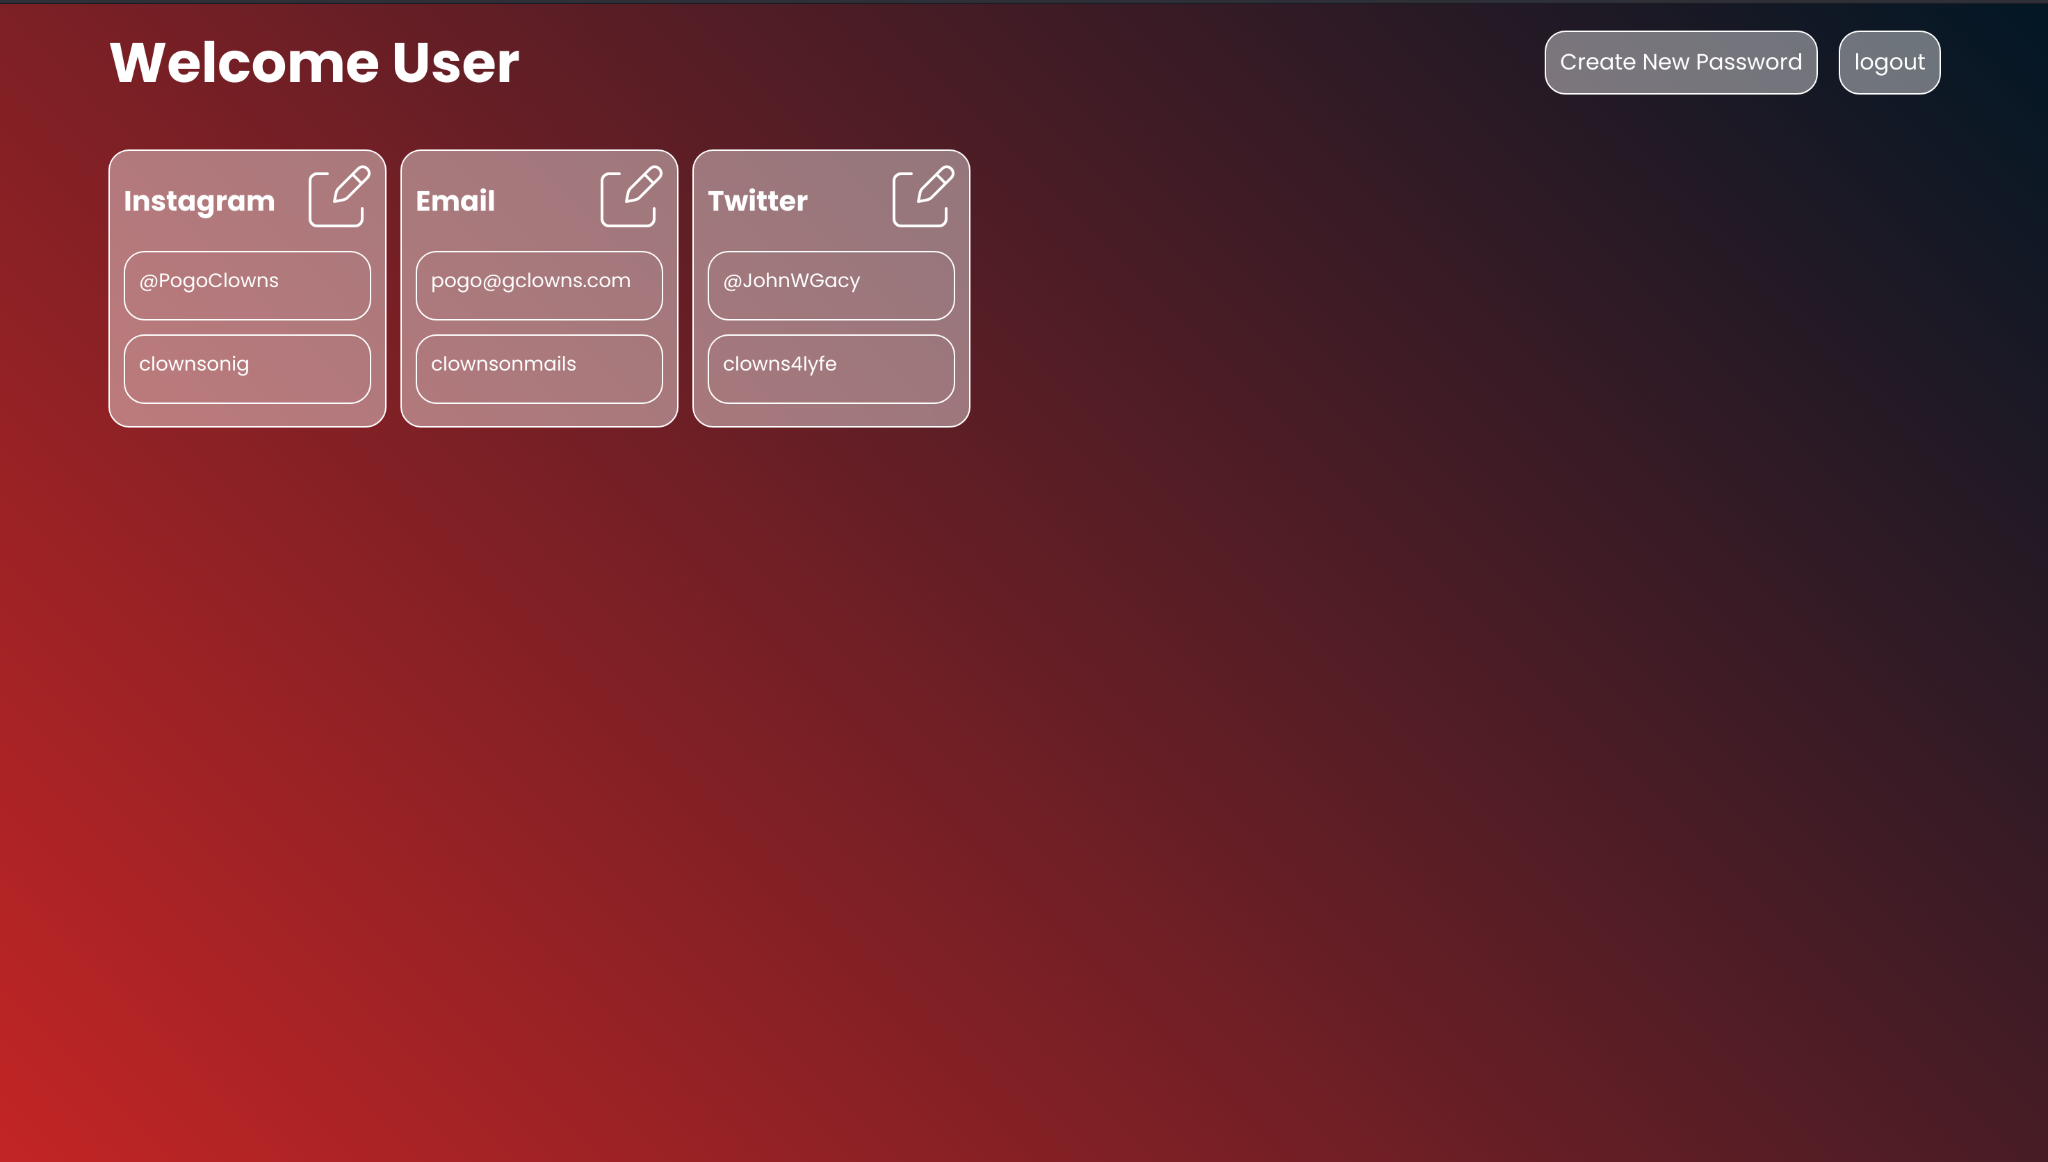 Welcome User
Create New Password
logout
Instagram
@PogoClowns
clownsonig
Email
pogo@gclowns.com
clownsonmails
Twitter
@JohnWGacy
clowns4lyfe